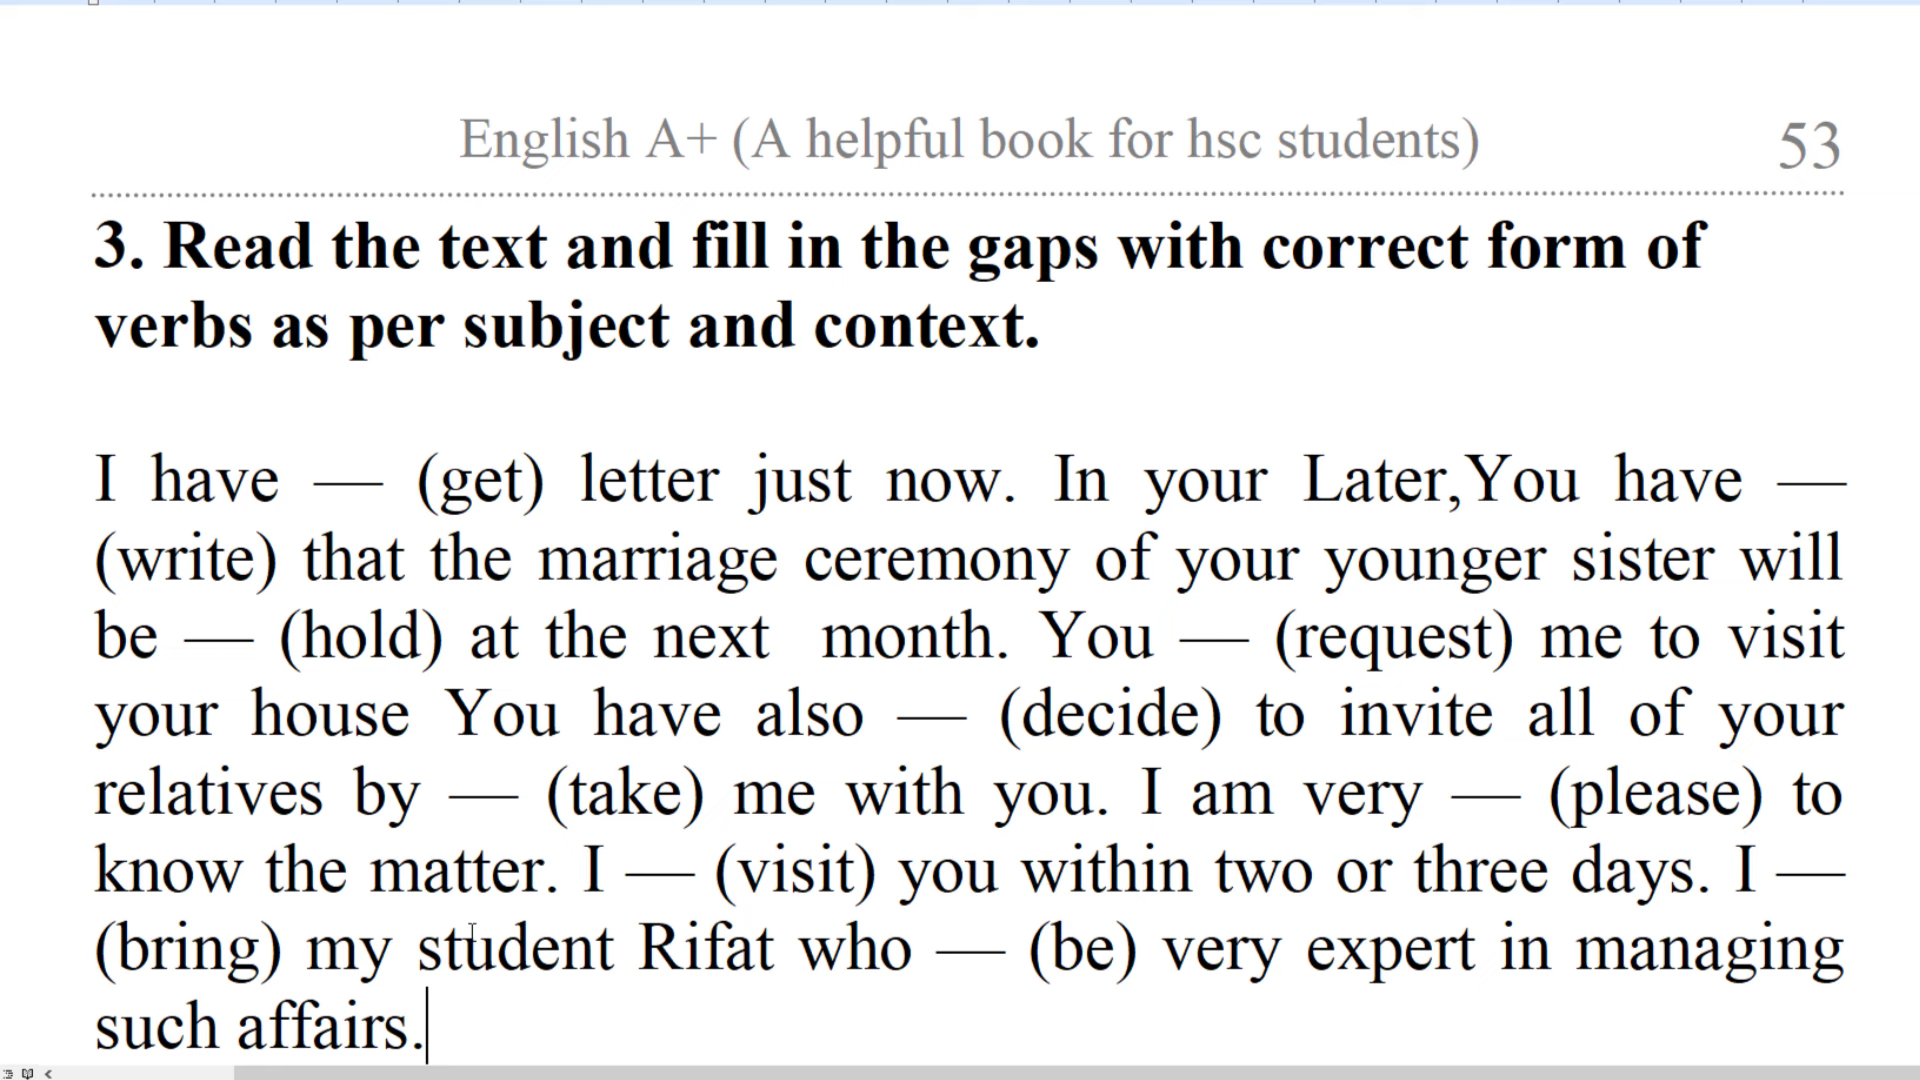 English A+ (A helpful book for hsc students) 53
3. Read the text and fill in the gaps with correct form of
verbs as per subject and context.
I have — (get) letter just now. In your Later,You have —
(write) that the marriage ceremony of your younger sister will
be — (hold) at the next month. You — (request) me to visit
your house You have also — (decide) to invite all of your
relatives by — (take) me with you. I am very — (please) to
know the matter. I — (visit) you within two or three days. I —
(bring) my student Rifat who — (be) very expert in managing
such affairs.